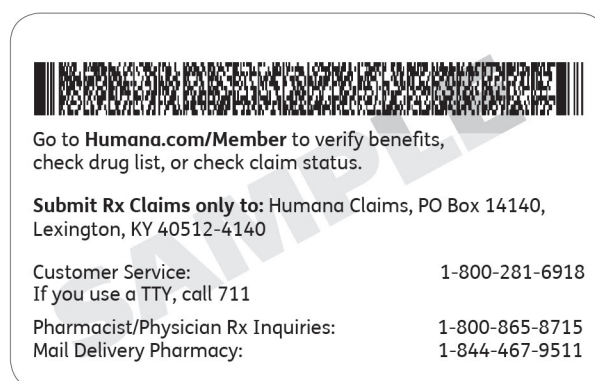 Go to Humana.com/Member to verify benefits,
check drug list, or check claim status.
Submit Rx Claims only to: Humana Claims, PO Box 14140,
Lexington, KY 40512-4140
Customer Service: 1-800-281-6918
If you use a TTY, call 711
Pharmacist/Physician Rx Inquiries: 1-800-865-8715
Mail Delivery Pharmacy: 1-844-467-9511
SAMPLE